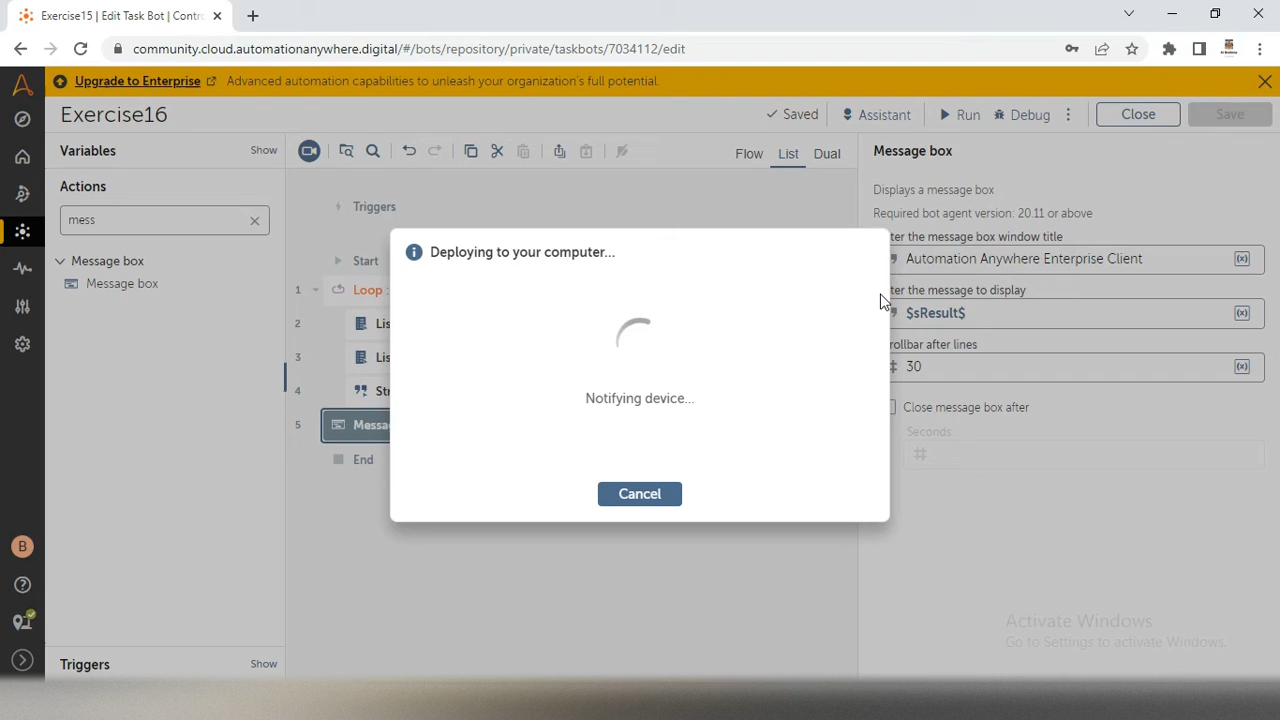 Exercise15 | Edit Task Bot | Contr
community.cloud.automationanywhere.digital/#/bots/repository/private/taskbots/7034112/edit
Upgrade to Enterprise Advanced automation capabilities to unleash your organization's full potential.
Exercise16
Saved
Assistant
Run
Debug
Close
Save
Variables
Show
Flow
List
Dual
Message box
Actions
mess
Message box
Message box
Triggers
Start
1
Loop :
2
Lis
3
Lis
4
Str
5
Messa
End
Deploying to your computer...
Notifying device...
Cancel
Displays a message box
Required bot agent version: 20.11 or above
ter the message box window title
Automation Anywhere Enterprise Client
(x)
ter the message to display
$sResult$
(x)
rollbar after lines
30
(x)
Close message box after
Seconds
Activate Windows
Go to Settings to activate Windows.
B
Triggers
Show